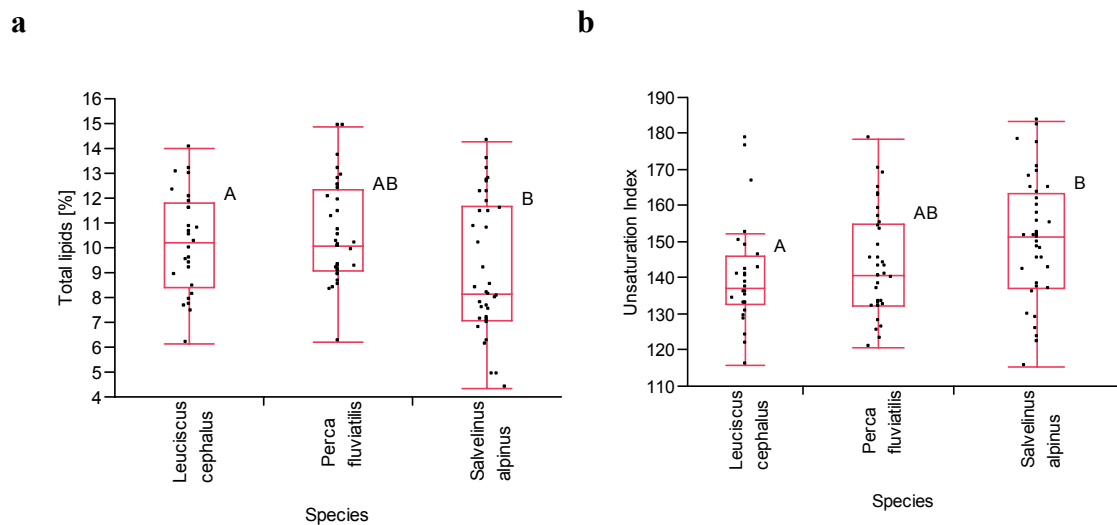 a
Total lipids [%]
16
15
14
13
12
11
10
9
8
7
6
5
4
A
AB
B
Leuciscus
cephalus
Perca
fluviatilis
Salvelinus
alpinus
Species
b
Unsaturation Index
190
180
170
160
150
140
130
120
110
A
AB
B
Leuciscus
cephalus
Perca
fluviatilis
Salvelinus
alpinus
Species